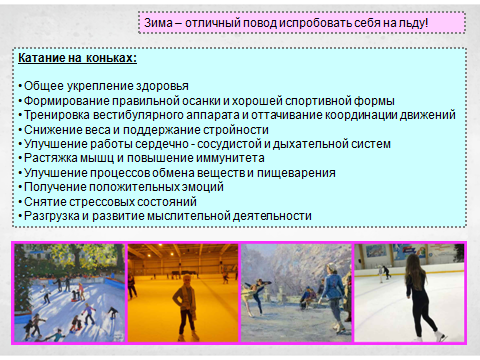 Зима – отличный повод испробовать себя на льду!
Катание на коньках:
• Общее укрепление здоровья
• Формирование правильной осанки и хорошей спортивной формы
• Тренировка вестибулярного аппарата и оттачивание координации движений
• Снижение веса и поддержание стройности
• Улучшение работы сердечно - сосудистой и дыхательной систем
• Растяжка мышц и повышение иммунитета
• Улучшение процессов обмена веществ и пищеварения
• Получение положительных эмоций
• Снятие стрессовых состояний
• Разгрузка и развитие мыслительной деятельности